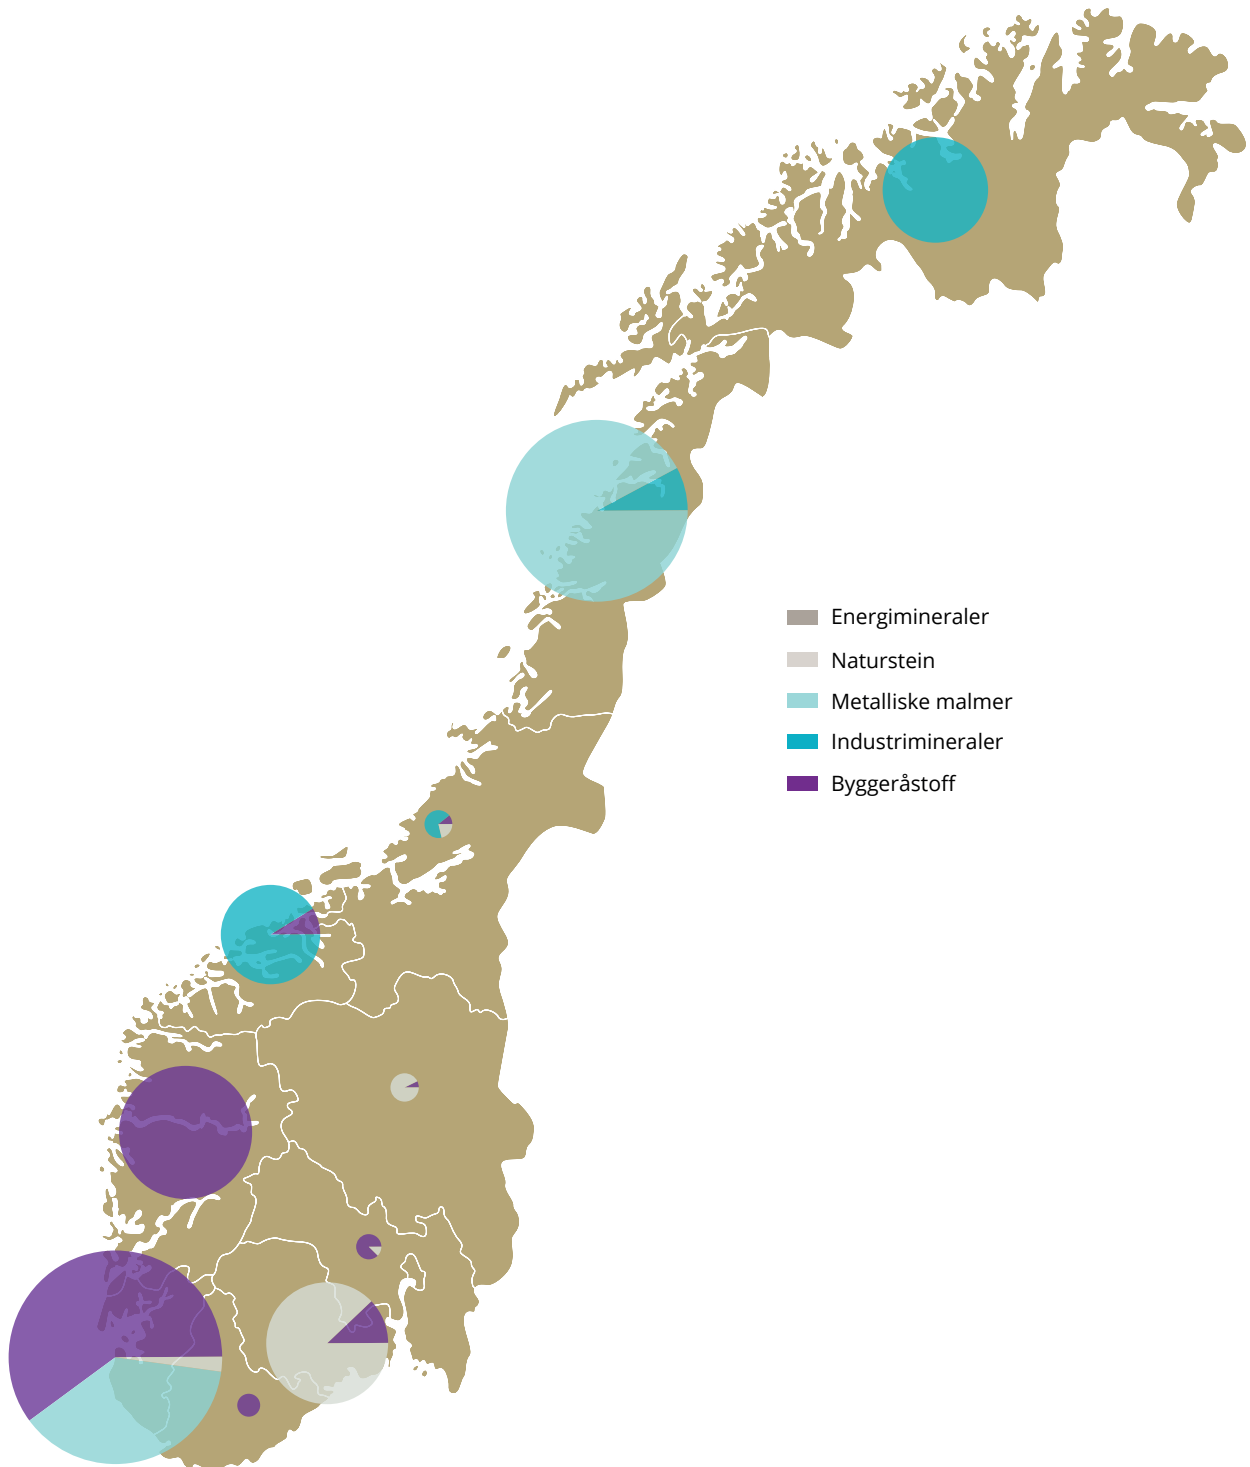 Energimineraler
Naturstein
Metalliske malmer
Industrimineraler
Byggeråstoff